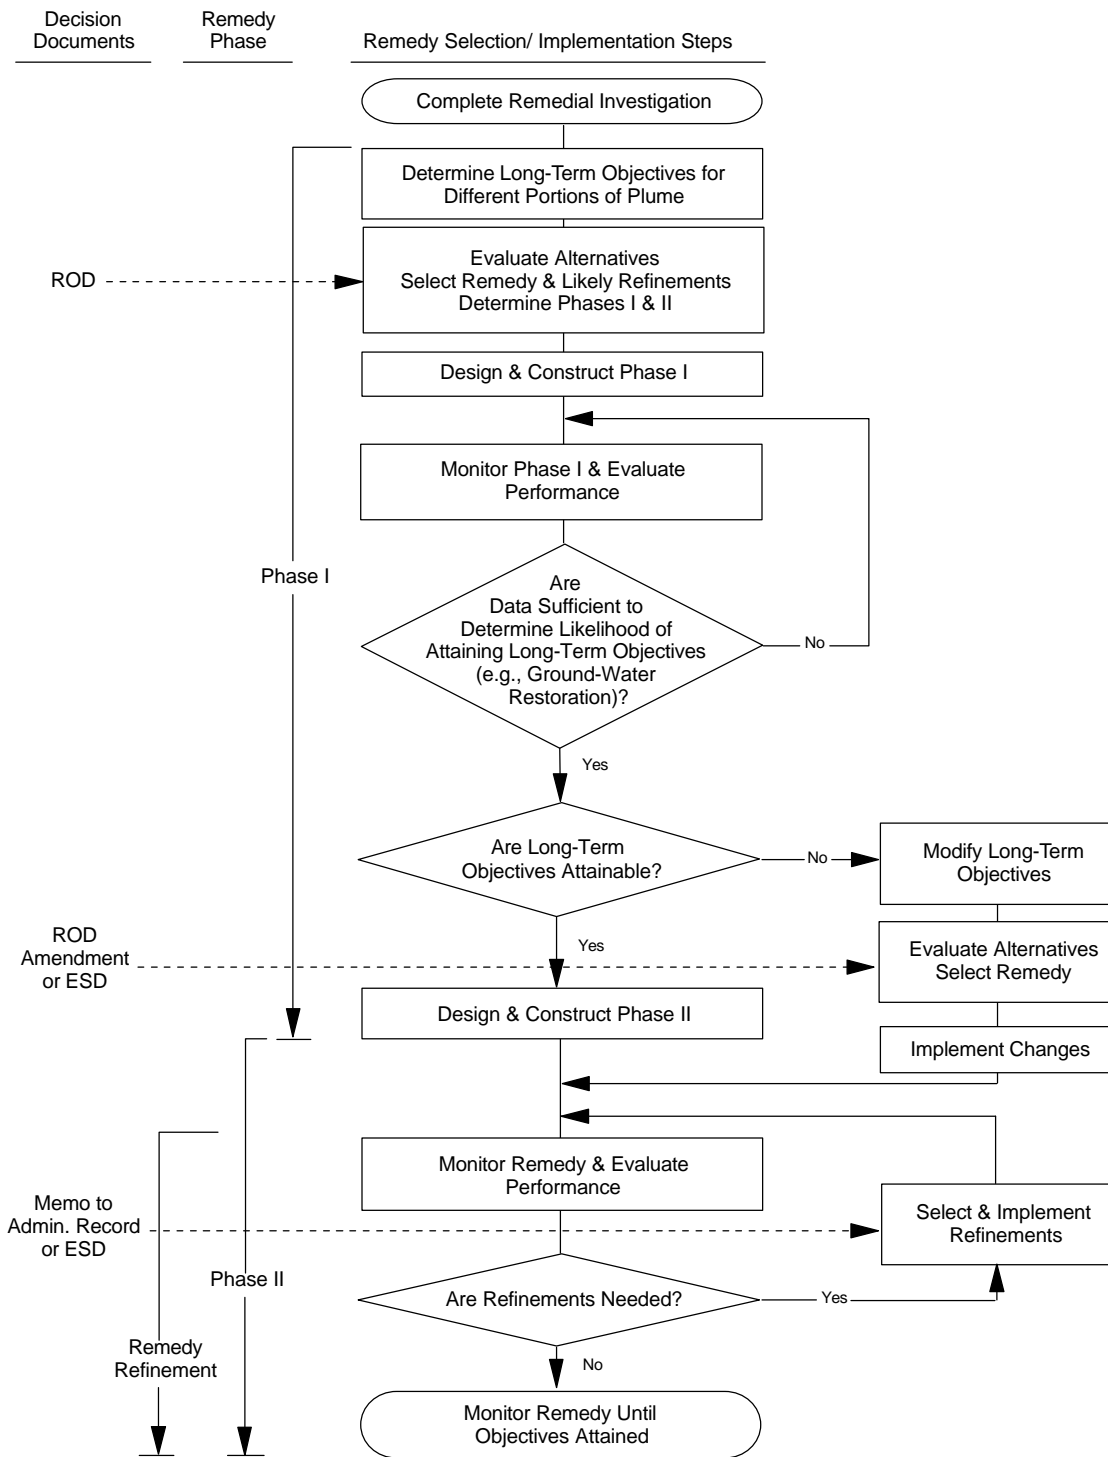 Decision
Documents
Remedy
Phase
Remedy Selection/ Implementation Steps
Complete Remedial Investigation
Determine Long-Term Objectives for
Different Portions of Plume
ROD
Evaluate Alternatives
Select Remedy & Likely Refinements
Determine Phases I & II
Design & Construct Phase I
Monitor Phase I & Evaluate
Performance
Phase I
Are
Data Sufficient to
Determine Likelihood of
Attaining Long-Term Objectives
(e.g., Ground-Water
Restoration)?
No
Yes
Are Long-Term
Objectives Attainable?
No
Modify Long-Term
Objectives
Yes
ROD
Amendment
or ESD
Evaluate Alternatives
Select Remedy
Design & Construct Phase II
Implement Changes
Monitor Remedy & Evaluate
Performance
Memo to
Admin. Record
or ESD
Select & Implement
Refinements
Phase II
Are Refinements Needed?
Yes
Remedy
Refinement
No
Monitor Remedy Until
Objectives Attained